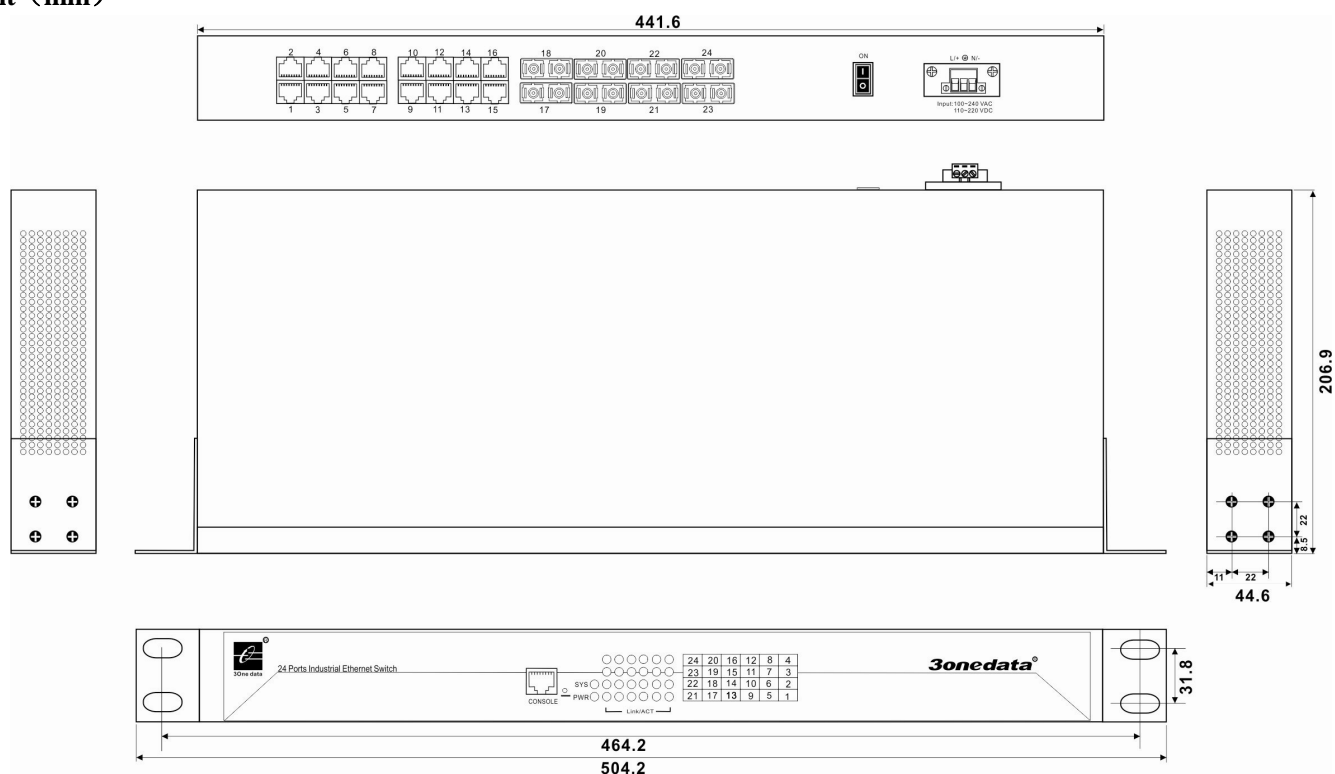 (mm)
441.6
2 4 6 8 10 12 14 16 18 20 22 24
ON
L/+ N/-
I
O
1 3 5 7 9 11 13 15 17 19 21 23
Input:100~240 VAC
110~220 VDC
206.9
22
8.5
11 22
44.6
3One data
24 Ports Industrial Ethernet Switch
CONSOLE
SYS
PWR
Link/ACT
24 20 16 12 8 4
23 19 15 11 7 3
22 18 14 10 6 2
21 17 13 9 5 1
3onedata®
31.8
464.2
504.2